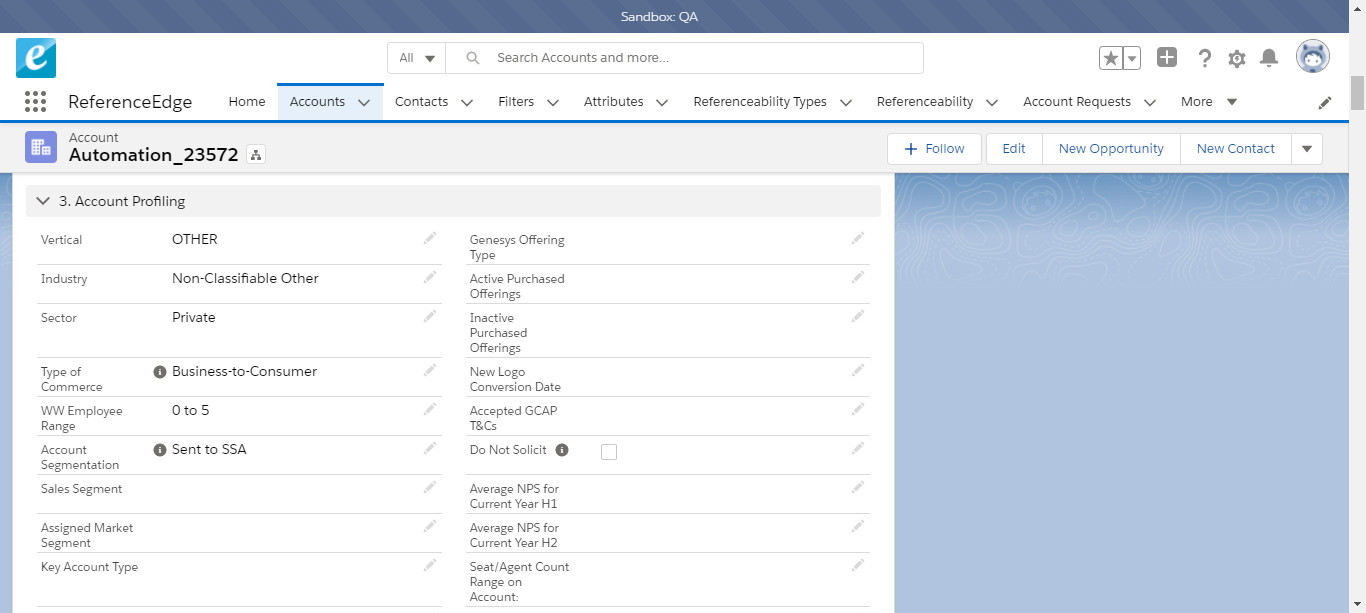 Sandbox: QA
All
Search Accounts and more...
ReferenceEdge
Home
Accounts
Contacts
Filters
Attributes
Referenceability Types
Referenceability
Account Requests
More
Account
Automation_23572
Follow
Edit
New Opportunity
New Contact
3. Account Profiling
Vertical
OTHER
Industry
Non-Classifiable Other
Sector
Private
Type of
Commerce
Business-to-Consumer
WW Employee
Range
0 to 5
Account
Segmentation
Sent to SSA
Sales Segment
Assigned Market
Segment
Key Account Type
Genesys Offering
Type
Active Purchased
Offerings
Inactive
Purchased
Offerings
New Logo
Conversion Date
Accepted GCAP
T&Cs
Do Not Solicit
Average NPS for
Current Year H1
Average NPS for
Current Year H2
Seat/Agent Count
Range on
Account: